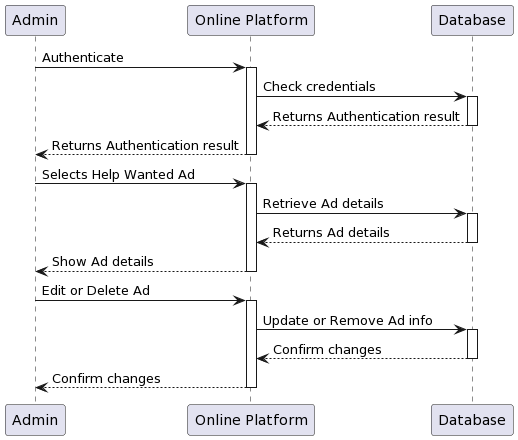 Admin Online Platform Database
Authenticate
Check credentials
Returns Authentication result
Returns Authentication result
Selects Help Wanted Ad
Retrieve Ad details
Returns Ad details
Show Ad details
Edit or Delete Ad
Update or Remove Ad info
Confirm changes
Confirm changes
Admin Online Platform Database